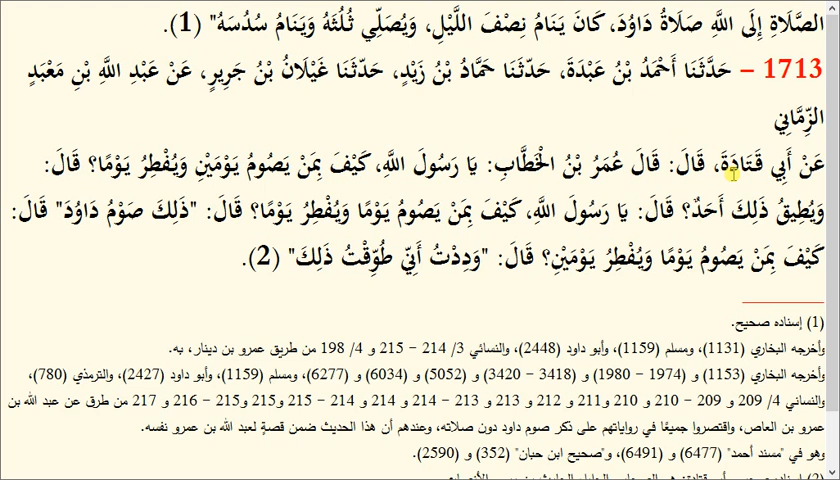 الصَّلَاةِ إِلَى اللَّهِ صَلَاةُ دَاوُدَ، كَانَ يَنَامُ نِصْفَ اللَّيْلِ، وَيُصَلِّي ثُلُثَهُ وَيَنَامُ سُدُسَهُ" (1).
1713 – حَدَّثَنَا أَحْمَدُ بْنُ عَبْدَةَ، حَدّثَنَا حَمَّادُ بْنُ زَيْدٍ، حَدّثَنَا غَيْلَانُ بْنُ جَرِيرٍ، عَنْ عَبْدِ اللَّهِ بْنِ مَعْبَدٍ
الزِّمَّانِي
عَنْ أَبِي قَتَادَةَ، قَالَ: قَالَ عُمَرُ بْنُ الْخَطَّابِ: يَا رَسُولَ اللَّهِ، كَيْفَ بِمَنْ يَصُومُ يَوْمَيْنِ وَيُفْطِرُ يَوْمًا؟ قَالَ:
وَيُطِيقُ ذَلِكَ أَحَدٌ؟ قَالَ: يَا رَسُولَ اللَّهِ، كَيْفَ بِمَنْ يَصُومُ يَوْمًا وَيُفْطِرُ يَوْمًا؟ قَالَ: "ذَلِكَ صَوْمُ دَاوُدَ" قَالَ:
كَيْفَ بِمَنْ يَصُومُ يَوْمًا وَيُفْطِرُ يَوْمَيْنِ؟ قَالَ: "وَدِدْتُ أَنِّي طُوِّقْتُ ذَلِكَ" (2).
(1) إسناده صحيح.
وأخرجه البخاري (1131)، ومسلم (1159)، وأبو داود (2448)، والنسائي 3/ 214 – 215 و 4/ 198 من طريق عمرو بن دينار، به.
وأخرجه البخاري (1153) و (1974 – 1980) و (3418 – 3420) و (5052) و (6034) و (6277)، ومسلم (1159)، وأبو داود (2427)، والترمذي (780)،
والنسائي 4/ 209 و 209 – 210 و 210 و211 و 212 و 213 و 213 – 214 و 214 و 214 – 215 و215 و215 – 216 و 217 من طرق عن عبد الله بن
عمرو بن العاص، واقتصروا جميعًا في رواياتهم على ذكر صوم داود دون صلاته، وعندهم أن هذا الحديث ضمن قصةٍ لعبد الله بن عمرو نفسه.
وهو في "مسند أحمد" (6477) و (6491)، و"صحيح ابن حبان" (352) و (2590).